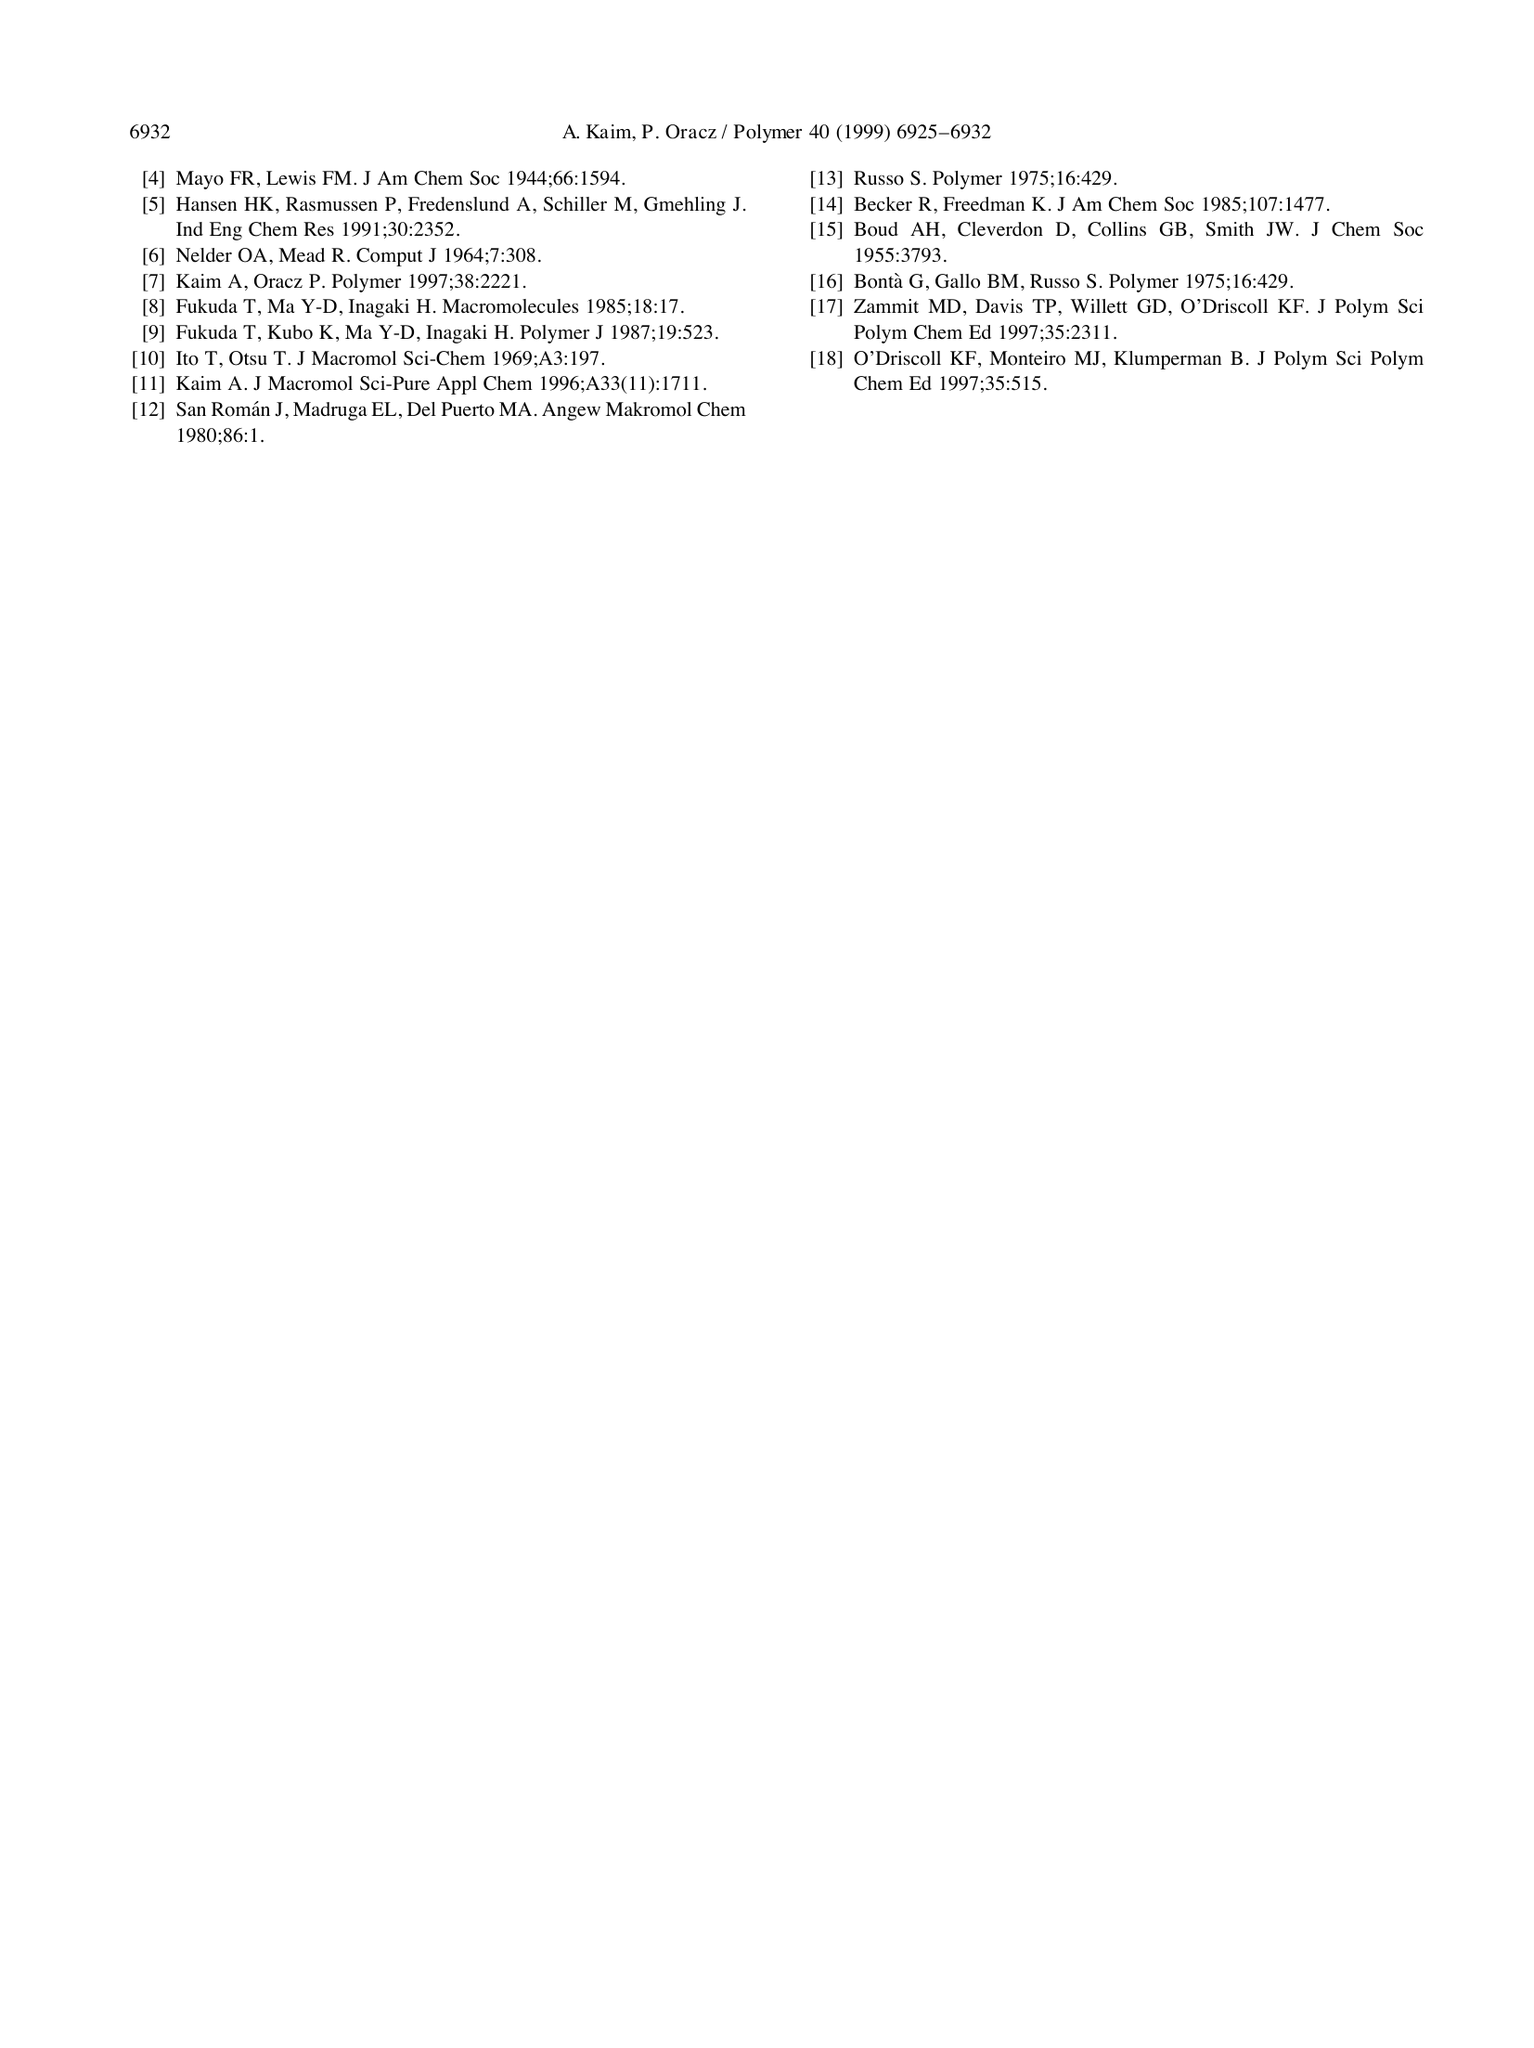 6932
A. Kaim, P. Oracz / Polymer 40 (1999) 6925–6932
[4] Mayo FR, Lewis FM. J Am Chem Soc 1944;66:1594.
[5] Hansen HK, Rasmussen P, Fredenslund A, Schiller M, Gmehling J.
Ind Eng Chem Res 1991;30:2352.
[6] Nelder OA, Mead R. Comput J 1964;7:308.
[7] Kaim A, Oracz P. Polymer 1997;38:2221.
[8] Fukuda T, Ma Y-D, Inagaki H. Macromolecules 1985;18:17.
[9] Fukuda T, Kubo K, Ma Y-D, Inagaki H. Polymer J 1987;19:523.
[10] Ito T, Otsu T. J Macromol Sci-Chem 1969;A3:197.
[11] Kaim A. J Macromol Sci-Pure Appl Chem 1996;A33(11):1711.
[12] San Román J, Madruga EL, Del Puerto MA. Angew Makromol Chem
1980;86:1.
[13] Russo S. Polymer 1975;16:429.
[14] Becker R, Freedman K. J Am Chem Soc 1985;107:1477.
[15] Boud AH, Cleverdon D, Collins GB, Smith JW. J Chem Soc
1955:3793.
[16] Bontà G, Gallo BM, Russo S. Polymer 1975;16:429.
[17] Zammit MD, Davis TP, Willett GD, O’Driscoll KF. J Polym Sci
Polym Chem Ed 1997;35:2311.
[18] O’Driscoll KF, Monteiro MJ, Klumperman B. J Polym Sci Polym
Chem Ed 1997;35:515.